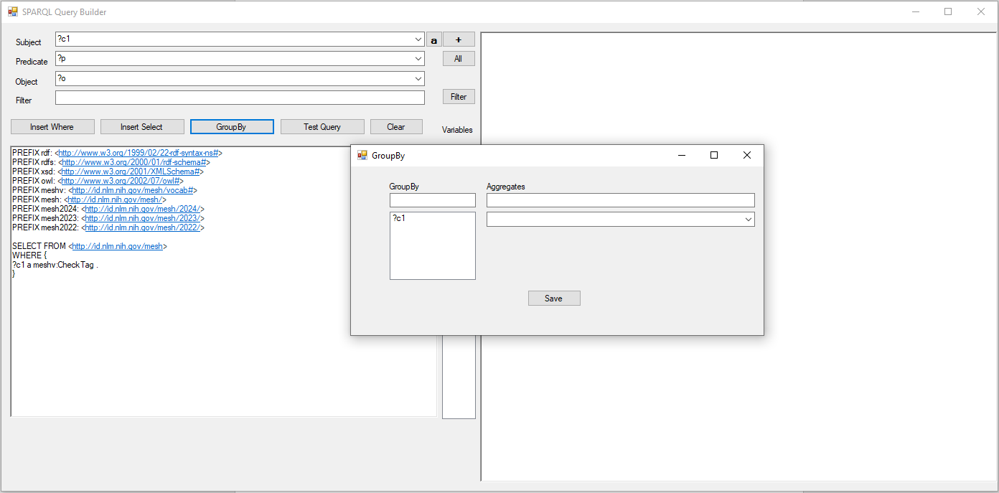 SPARQL Query Builder
Subject ?c1 a +
Predicate ?p All
Object ?o
Filter Filter
Insert Where Insert Select GroupBy Test Query Clear Variables
PREFIX rdf: <http://www.w3.org/1999/02/22-rdf-syntax-ns#>
PREFIX rdfs: <http://www.w3.org/2000/01/rdf-schema#>
PREFIX xsd: <http://www.w3.org/2001/XMLSchema#>
PREFIX owl: <http://www.w3.org/2002/07/owl#>
PREFIX meshv: <http://id.nlm.nih.gov/mesh/vocab#>
PREFIX mesh: <http://id.nlm.nih.gov/mesh/>
PREFIX mesh2024: <http://id.nlm.nih.gov/mesh/2024/>
PREFIX mesh2023: <http://id.nlm.nih.gov/mesh/2023/>
PREFIX mesh2022: <http://id.nlm.nih.gov/mesh/2022/>
SELECT FROM <http://id.nlm.nih.gov/mesh>
WHERE {
?c1 a meshv:CheckTag .
}
GroupBy
GroupBy Aggregates
?c1
Save